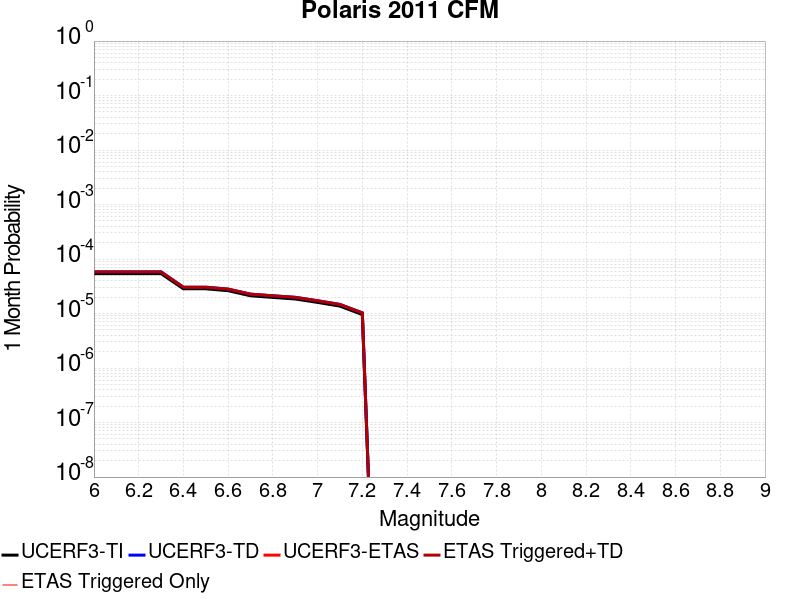 Polaris 2011 CFM
1 Month Probability
10^0
10^-1
10^-2
10^-3
10^-4
10^-5
10^-6
10^-7
10^-8
6 6.2 6.4 6.6 6.8 7 7.2 7.4 7.6 7.8 8 8.2 8.4 8.6 8.8 9
Magnitude
UCERF3-TI UCERF3-TD UCERF3-ETAS ETAS Triggered+TD
ETAS Triggered Only